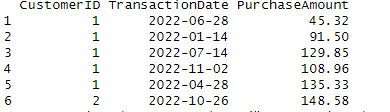 CustomerID TransactionDate PurchaseAmount
1 1 2022-06-28 45.32
2 1 2022-01-14 91.50
3 1 2022-07-14 129.85
4 1 2022-11-02 108.96
5 1 2022-04-28 135.33
6 2 2022-10-26 148.58